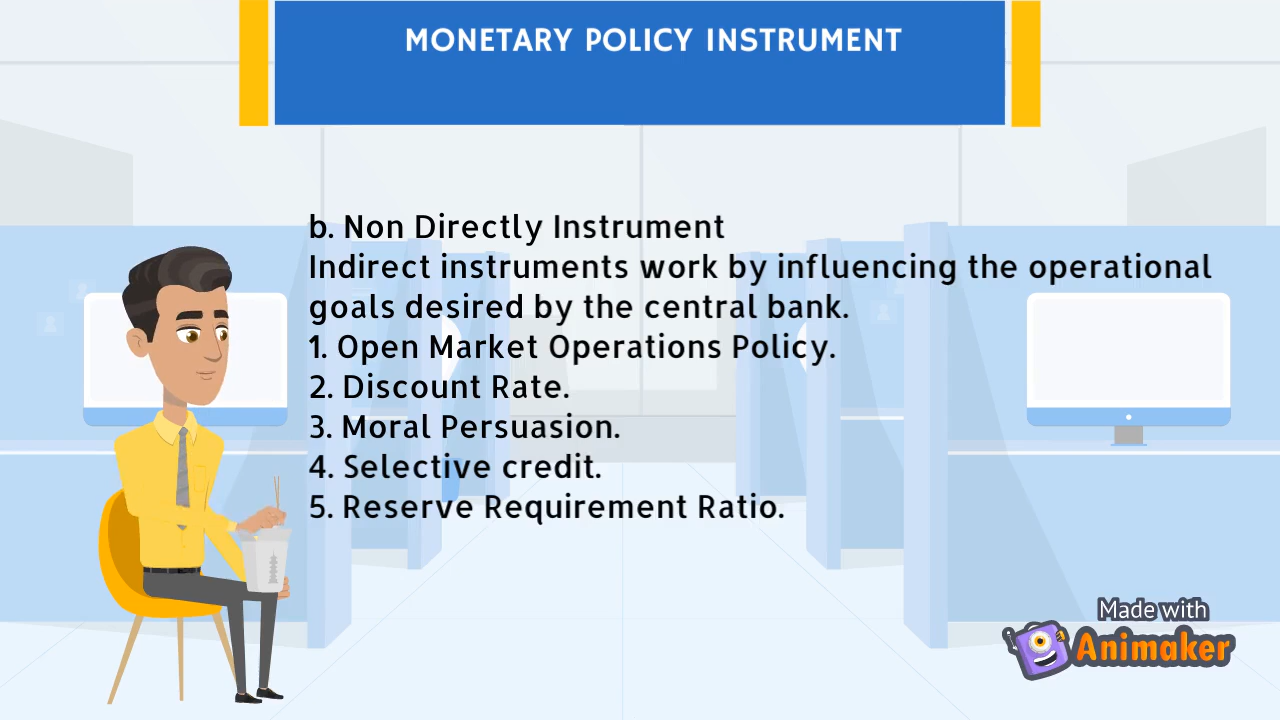 MONETARY POLICY INSTRUMENT
b. Non Directly Instrument
Indirect instruments work by influencing the operational
goals desired by the central bank.
1. Open Market Operations Policy.
2. Discount Rate.
3. Moral Persuasion.
4. Selective credit.
5. Reserve Requirement Ratio.
Made with
Animaker